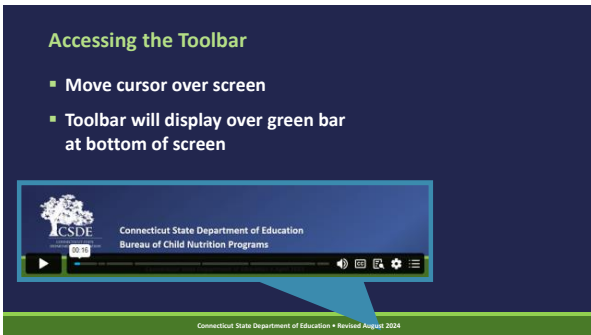 Accessing the Toolbar
▪ Move cursor over screen
▪ Toolbar will display over green bar
at bottom of screen
CSDE
Connecticut State Department of Education
Bureau of Child Nutrition Programs
00:16
CC
Connecticut State Department of Education • Revised August 2024